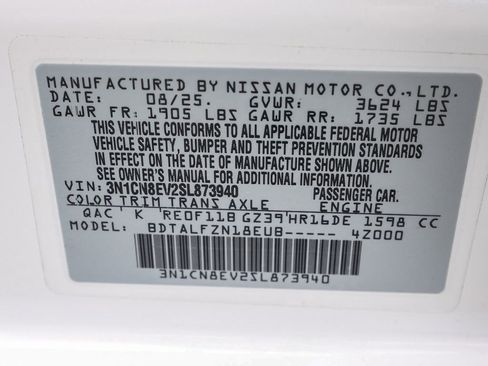 MANUFACTURED BY NISSAN MOTOR CO.,LTD.
DATE: 08/25. GVWR: 3624 LBS
GAWR FR: 1905 LBS GAWR RR: 1735 LBS
THIS VEHICLE CONFORMS TO ALL APPLICABLE FEDERAL MOTOR
VEHICLE SAFETY, BUMPER AND THEFT PREVENTION STANDARDS
IN EFFECT ON THE DATE OF MANUFACTURE SHOWN ABOVE.
SEE OWNER'S MANUAL FOR ADDITIONAL INFORMATION.
VIN: 3N1CN8EV2SL873940 PASSENGER CAR.
COLOR TRIM TRANS AXLE ENGINE
QAC K RE0F11B GZ39 HR16DE 1598 CC
MODEL: BDTALFZN18EUB----- 4Z000
3N1CN8EV2SL873940